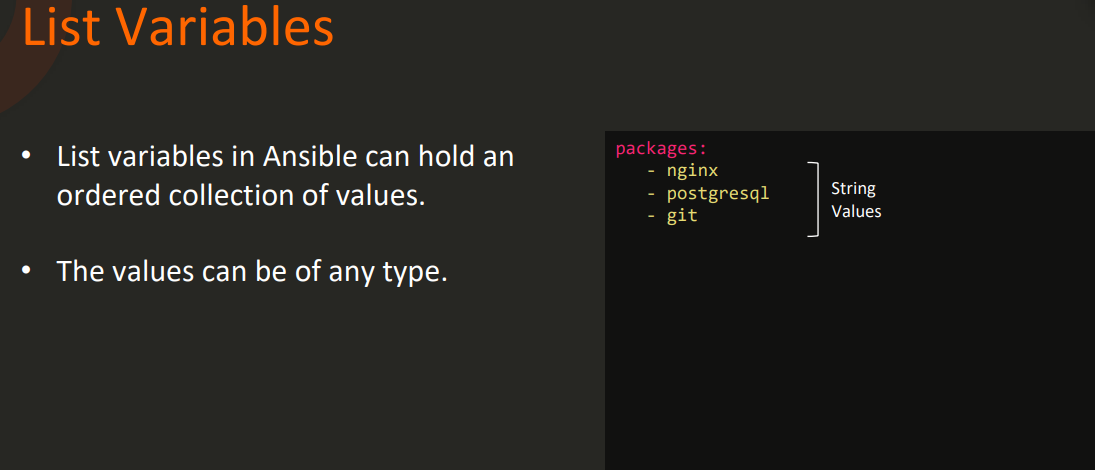 List Variables
• List variables in Ansible can hold an
ordered collection of values.
• The values can be of any type.
packages:
- nginx
- postgresql
- git
String
Values